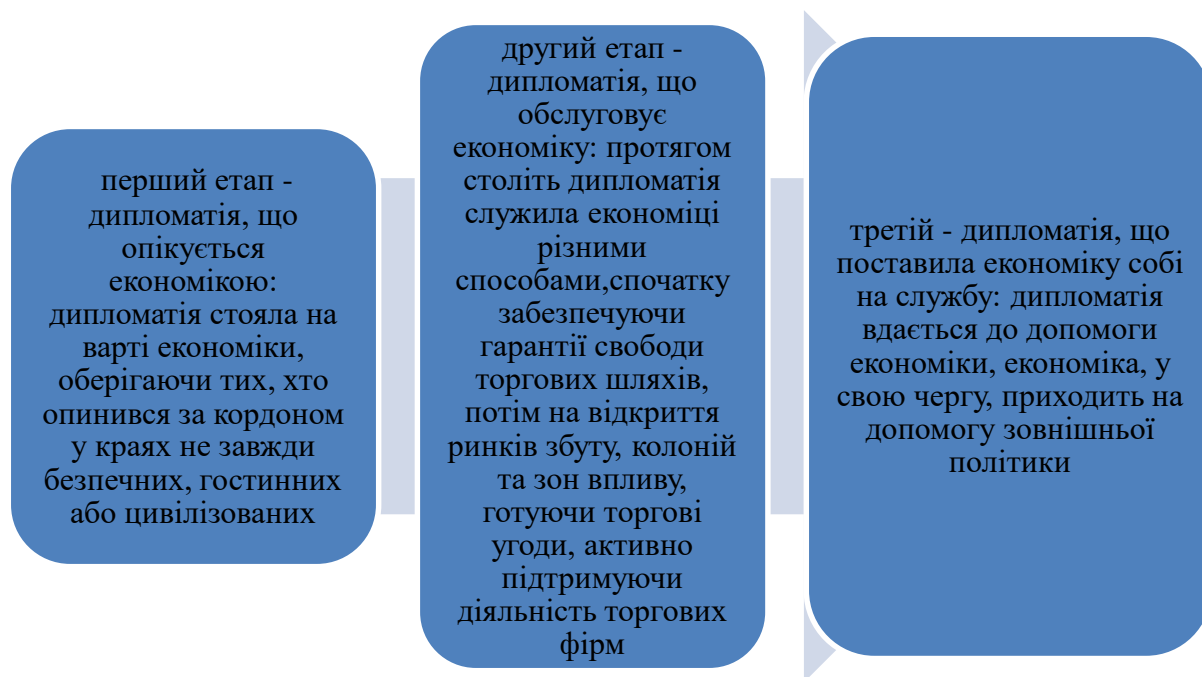 перший етап -
дипломатія, що
опікується
економікою:
дипломатія стояла на
варті економіки,
оберігаючи тих, хто
опинився за кордоном
у краях не завжди
безпечних, гостинних
або цивілізованих
другий етап -
дипломатія, що
обслуговує
економіку: протягом
століть дипломатія
служила економіці
різними
способами,спочатку
забезпечуючи
гарантії свободи
торгових шляхів,
потім на відкриття
ринків збуту, колоній
та зон впливу,
готуючи торгові
угоди, активно
підтримуючи
діяльність торгових
фірм
третій - дипломатія, що
поставила економіку собі
на службу: дипломатія
вдається до допомоги
економіки, економіка, у
свою чергу, приходить на
допомогу зовнішньої
політики